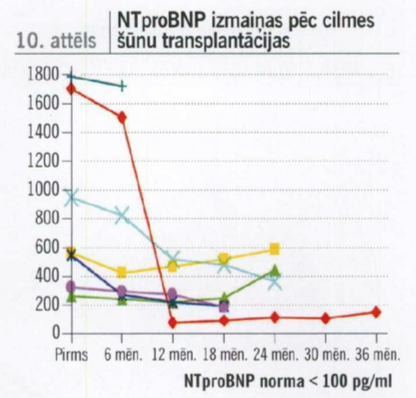 10. attēls
NTproBNP izmaiņas pēc cilmes
šūnu transplantācijas
1800
1600
1400
1200
1000
800
600
400
200
0
Pirms 6 mēn. 12 mēn. 18 mēn. 24 mēn. 30 mēn. 36 mēn.
NTproBNP norma < 100 pg/ml